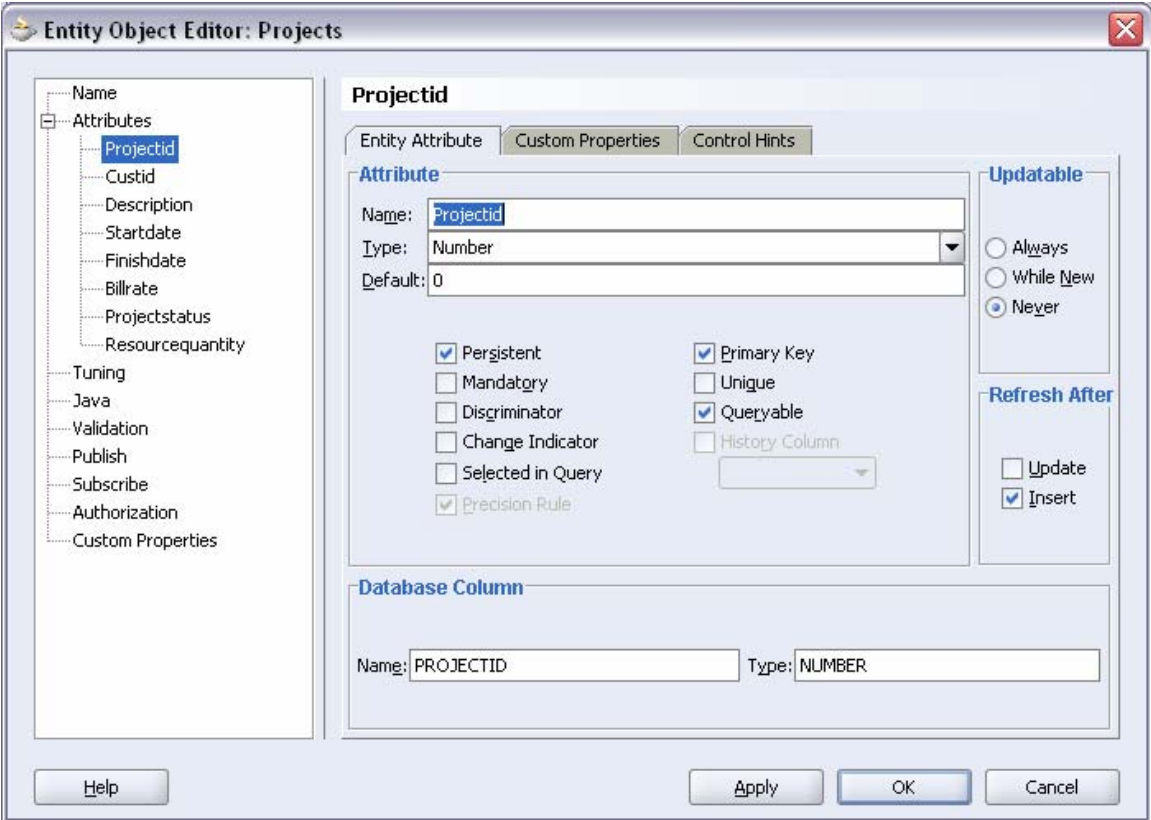 Entity Object Editor: Projects
Name
Attributes
Projectid
Custid
Description
Startdate
Finishdate
Billrate
Projectstatus
Resourcequantity
Tuning
Java
Validation
Publish
Subscribe
Authorization
Custom Properties
Projectid
Entity Attribute Custom Properties Control Hints
Attribute
Name: Projectid
Type: Number
Default: 0
Persistent Primary Key
Mandatory Unique
Discriminator Queryable
Change Indicator History Column
Selected in Query
Precision Rule
Updatable
Always
While New
Never
Refresh After
Update
Insert
Database Column
Name: PROJECTID Type: NUMBER
Help Apply OK Cancel